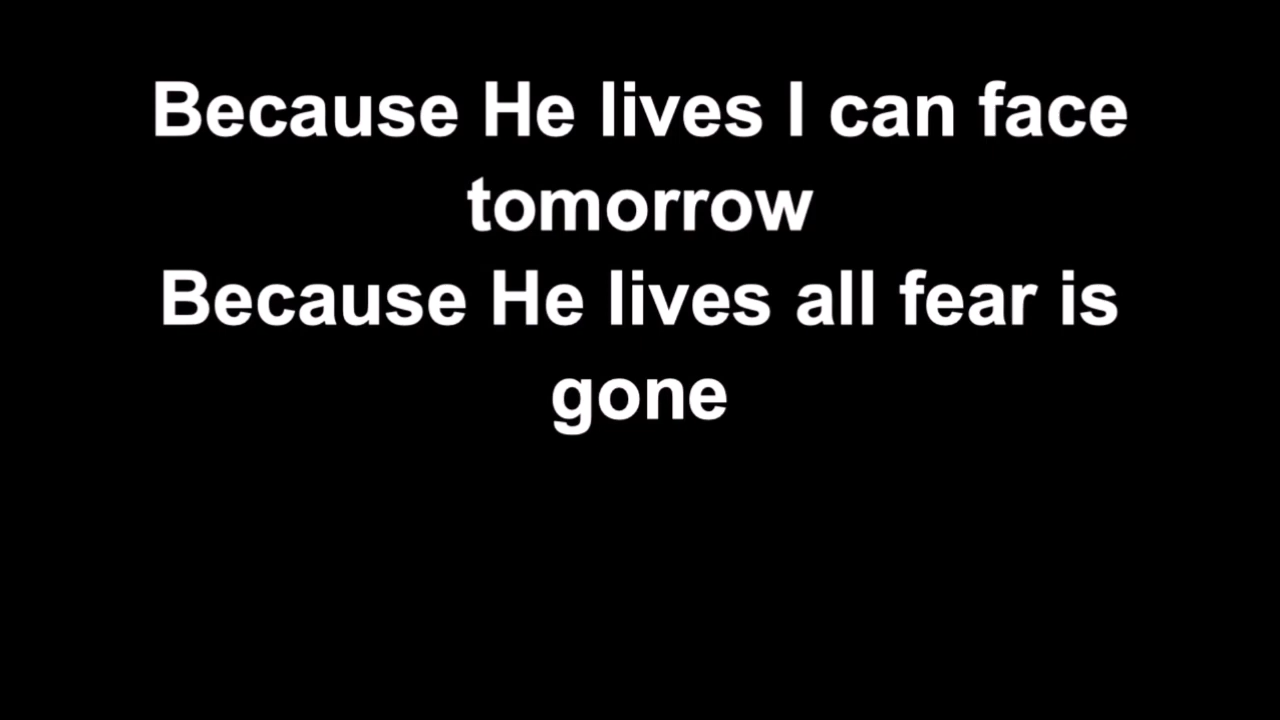 Because He lives I can face
tomorrow
Because He lives all fear is
gone